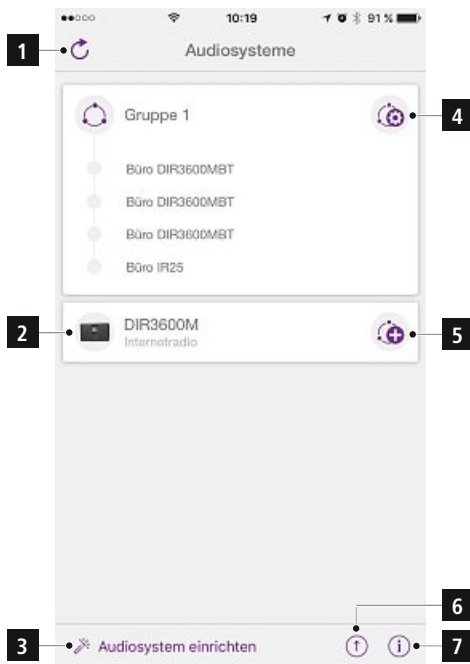 10:19
91 %
1
Audiosysteme
Gruppe 1
4
Büro DIR3600MBT
Büro DIR3600MBT
Büro DIR3600MBT
Büro IR25
2
DIR3600M
Internetradio
5
6
3
Audiosystem einrichten
7